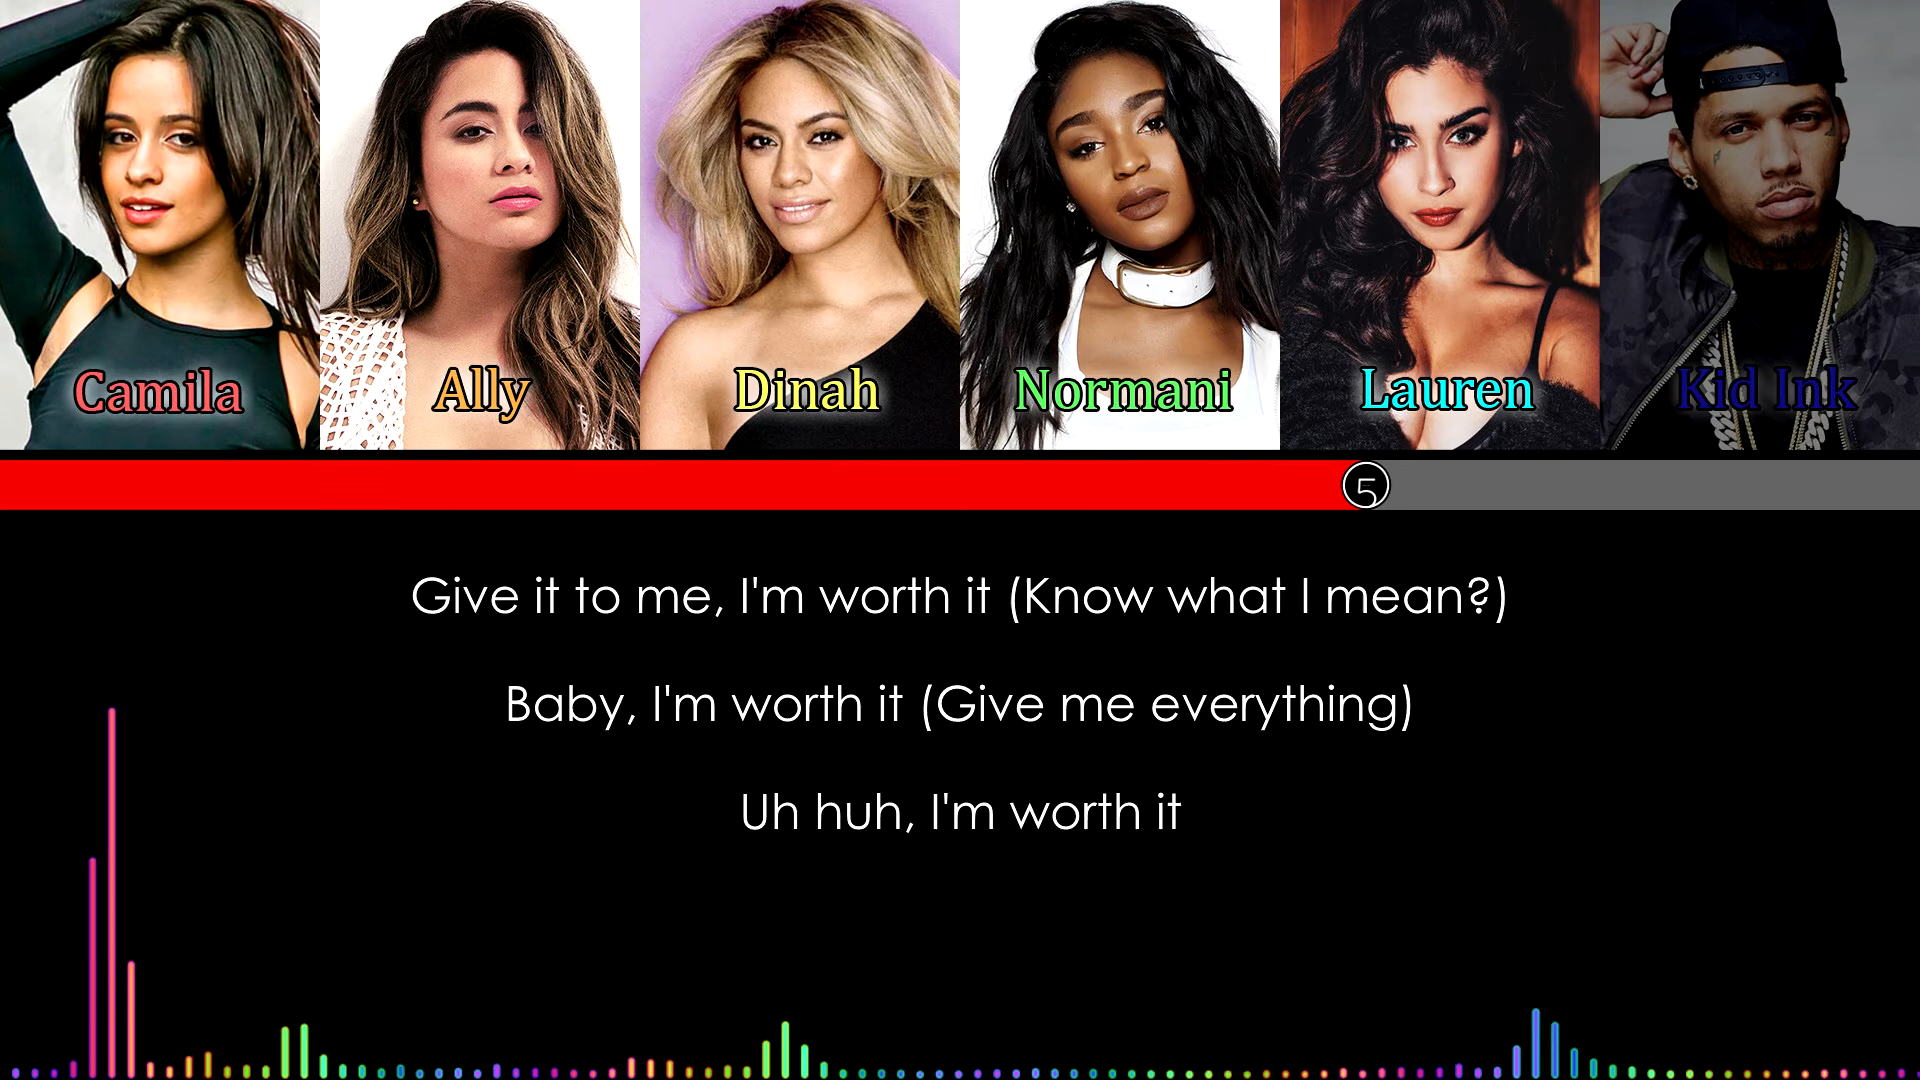 Camila
Ally
Dinah
Normani
Lauren
Kid Ink
5
Give it to me, I'm worth it (Know what I mean?)
Baby, I'm worth it (Give me everything)
Uh huh, I'm worth it